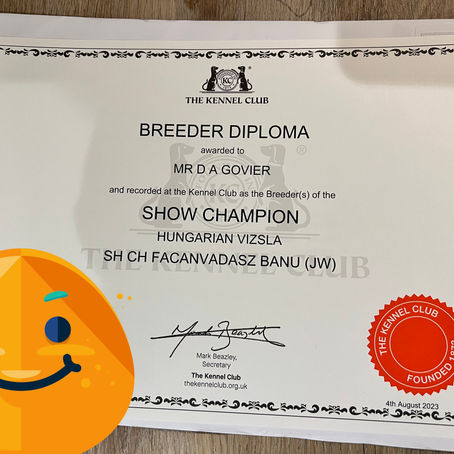 THE KENNEL CLUB
BREEDER DIPLOMA
awarded to
MR D A GOVIER
and recorded at the Kennel Club as the Breeder(s) of the
SHOW CHAMPION
HUNGARIAN VIZSLA
SH CH FACANVADASZ BANU (JW)
THE KENNEL CLUB
Mark Beazley,
Secretary
The Kennel Club
thekennelclub.org.uk
THE KENNEL CLUB
FOUNDED 1873
4th August 2023